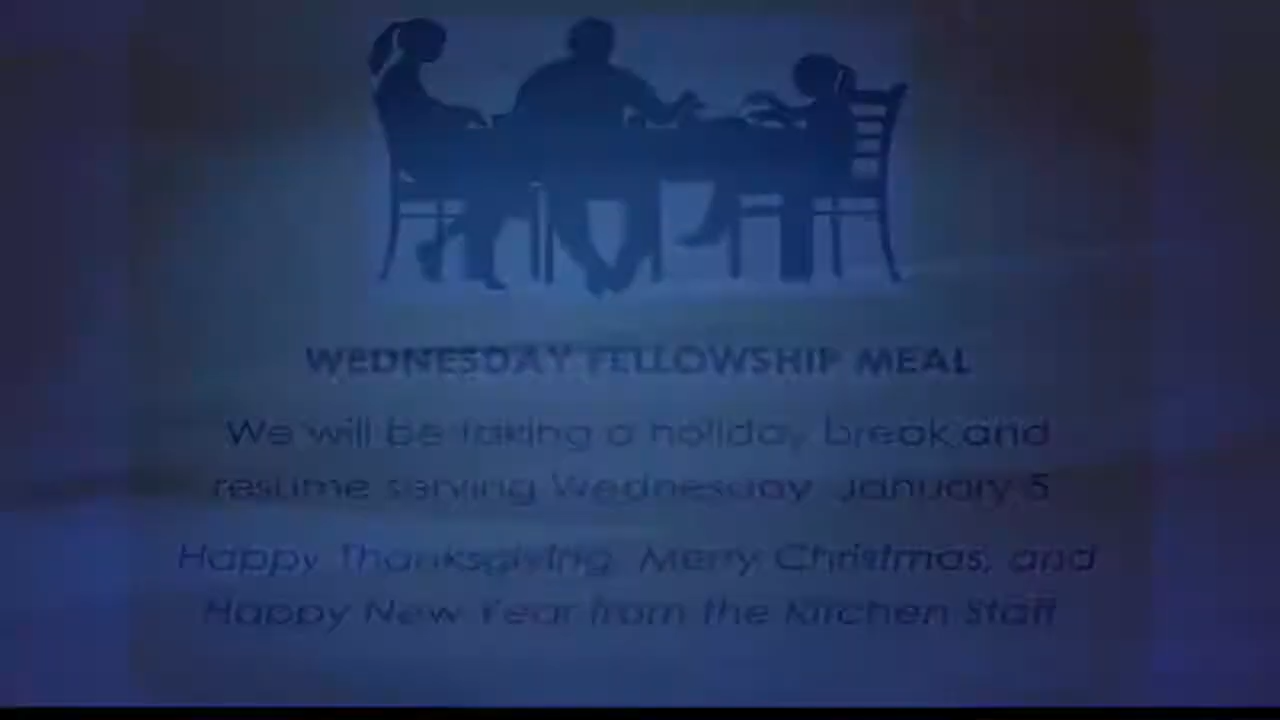 WEDNESDAY FELLOWSHIP MEAL
We will be taking a holiday break and
resume serving Wednesday, January 5
Happy Thanksgiving, Merry Christmas, and
Happy New Year from the Kitchen Staff